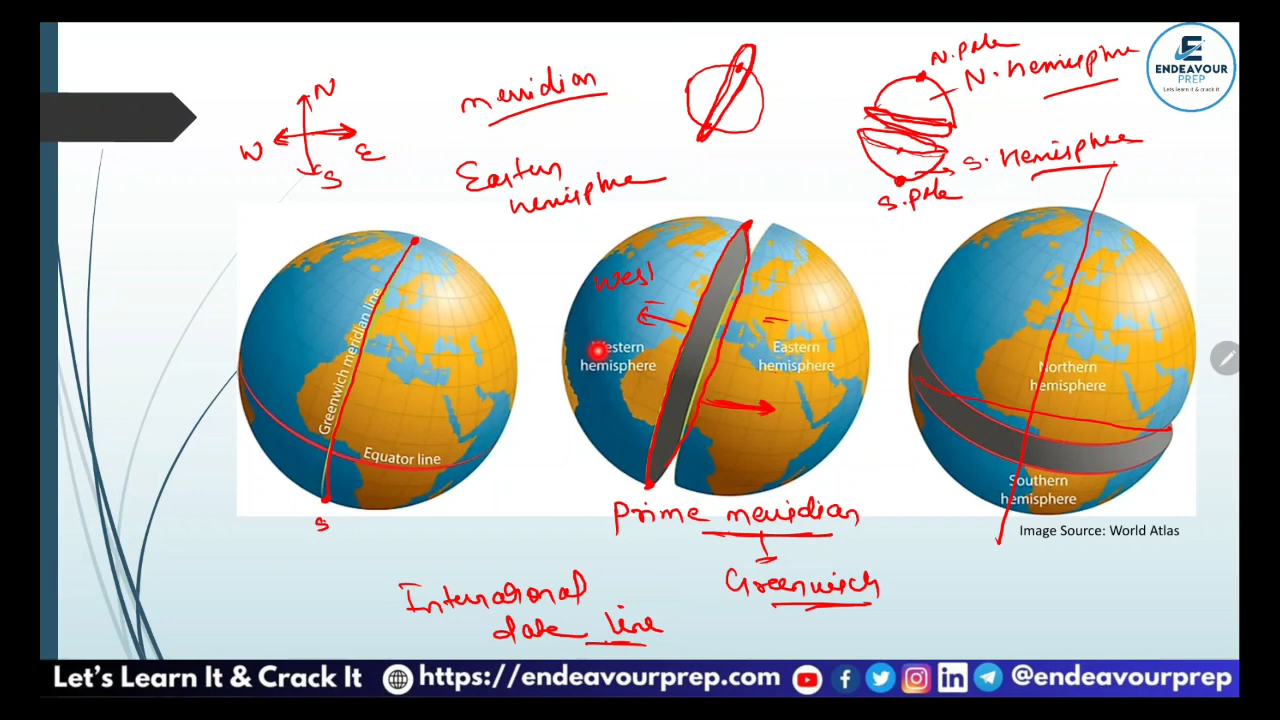 N
W
E
S
meridian
Eastern
hemisphere
N.pole
N. hemisphere
S. Hemisphere
S.pole
ENDEAVOUR
PREP
Lets learn it & crack it
Greenwich meridian line
Equator line
S
West
Western
hemisphere
Eastern
hemisphere
Northern
hemisphere
Southern
hemisphere
Image Source: World Atlas
Prime meridian
Greenwich
International
date line
Let's Learn It & Crack It
https://endeavourprep.com
@endeavourprep